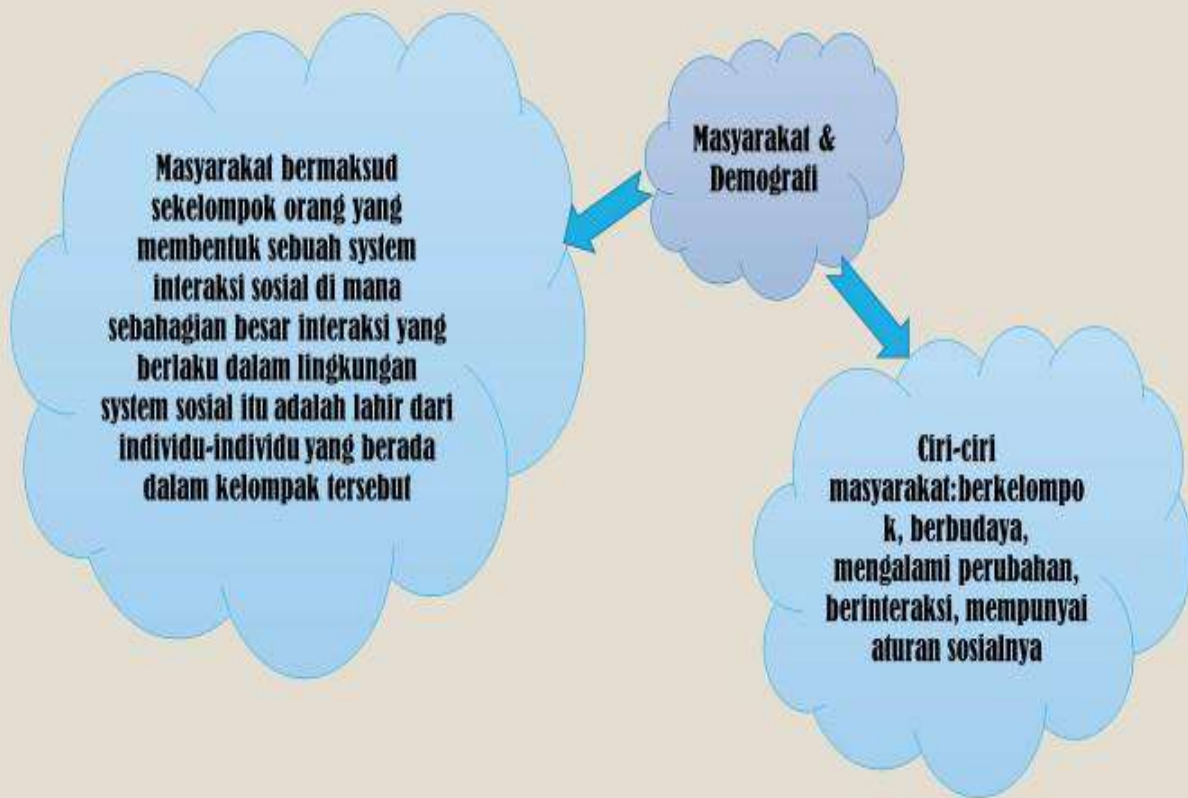 Masyarakat &
Demografi
Masyarakat bermaksud
sekelompok orang yang
membentuk sebuah system
interaksi sosial di mana
sebahagian besar interaksi yang
berlaku dalam lingkungan
system sosial itu adalah lahir dari
individu-individu yang berada
dalam kelompak tersebut
Ciri-ciri
masyarakat:berkelompo
k, berbudaya,
mengalami perubahan,
berinteraksi, mempunyai
aturan sosialnya